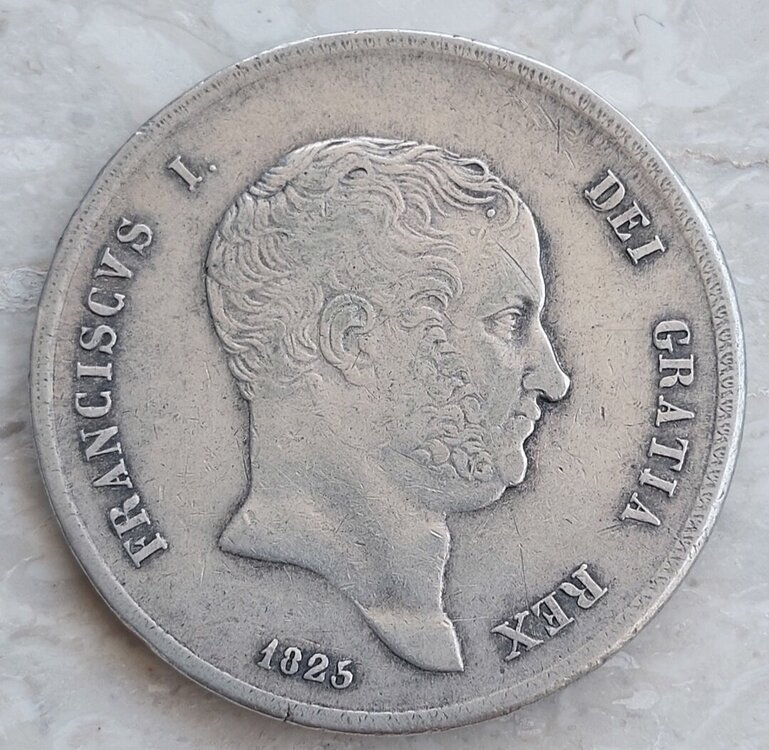 FRANCISCVS I. DEI GRATIA REX
1825